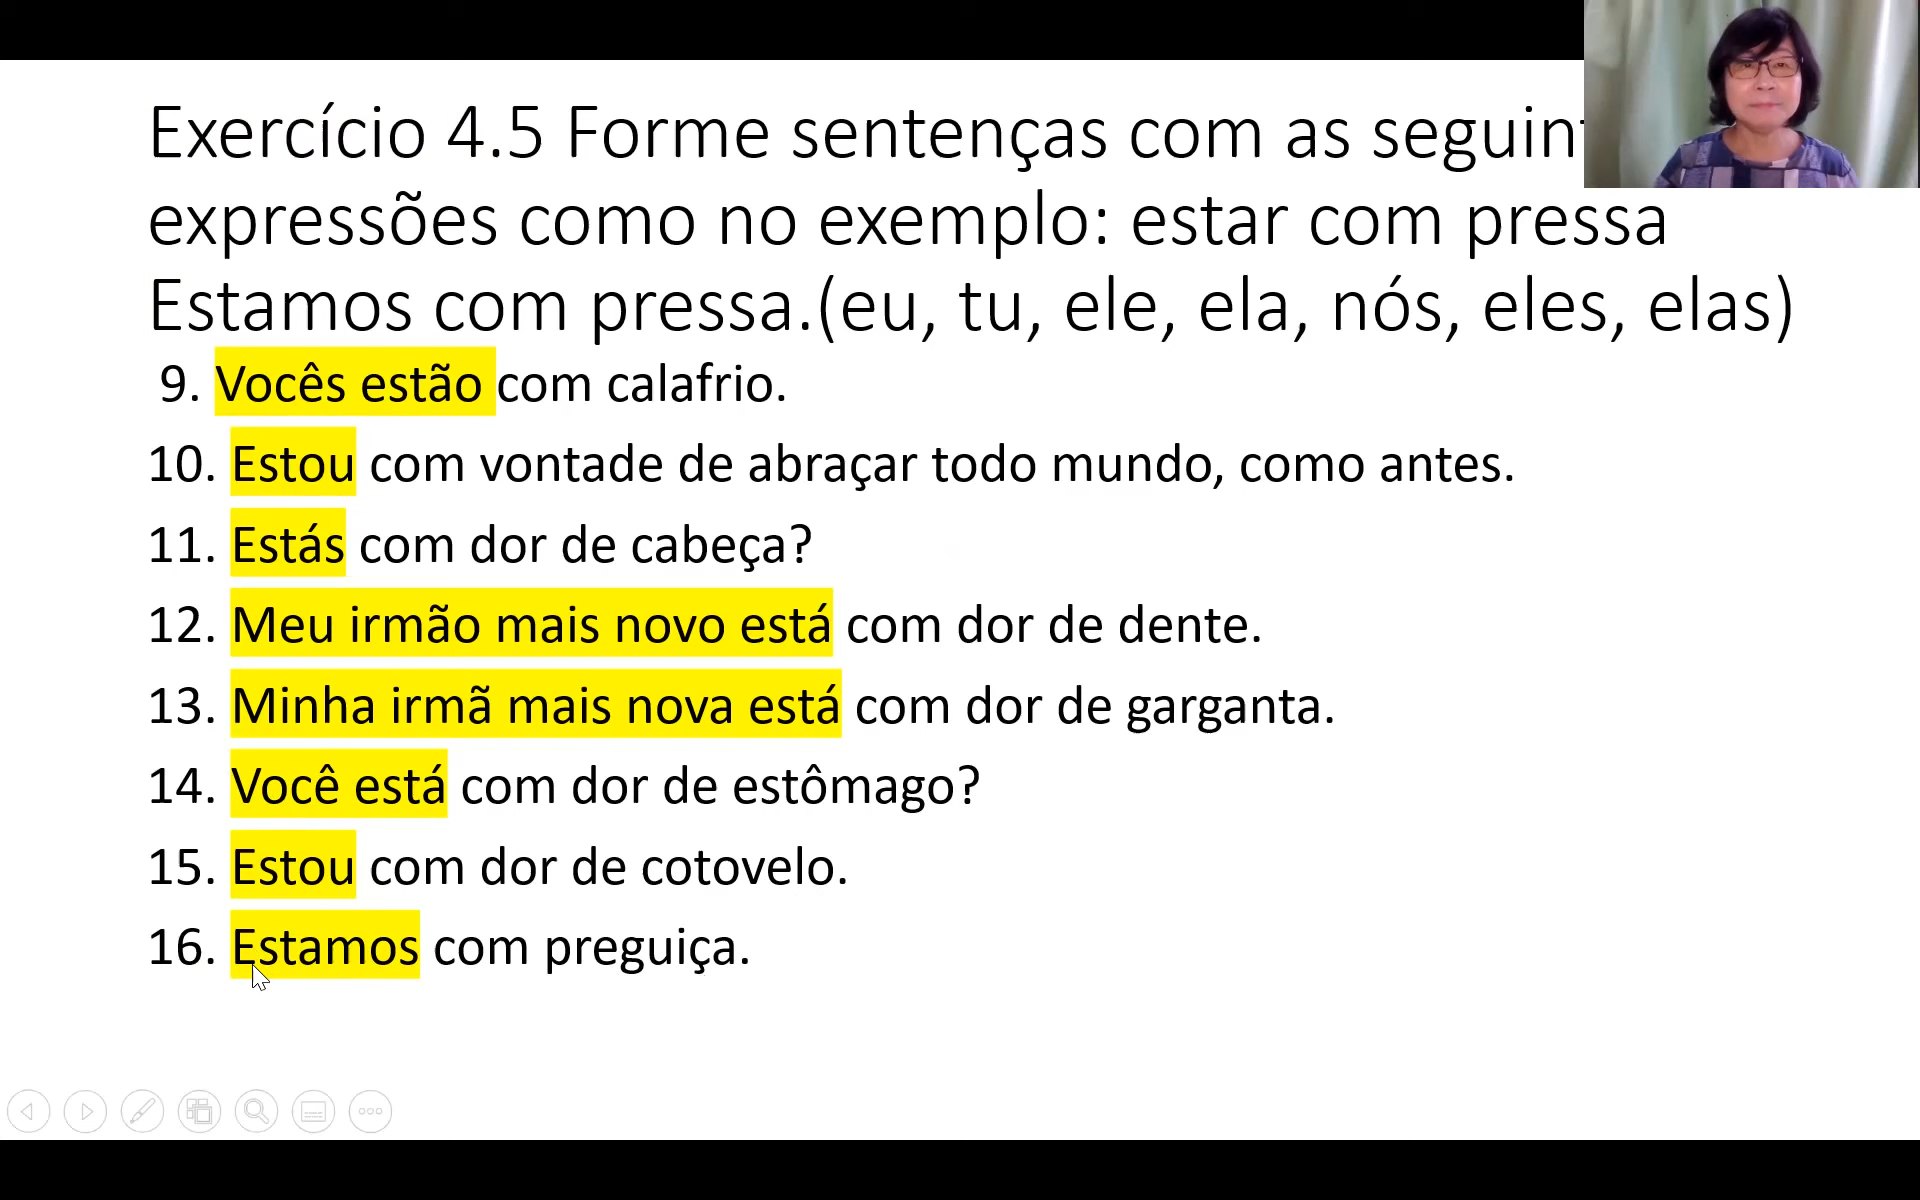 Exercício 4.5 Forme sentenças com as
expressões como no exemplo: estar com pressa
Estamos com pressa.(eu, tu, ele, ela, nós, eles, elas)
9. Vocês estão com calafrio.
10. Estou com vontade de abraçar todo mundo, como antes.
11. Estás com dor de cabeça?
12. Meu irmão mais novo está com dor de dente.
13. Minha irmã mais nova está com dor de garganta.
14. Você está com dor de estômago?
15. Estou com dor de cotovelo.
16. Estamos com preguiça.